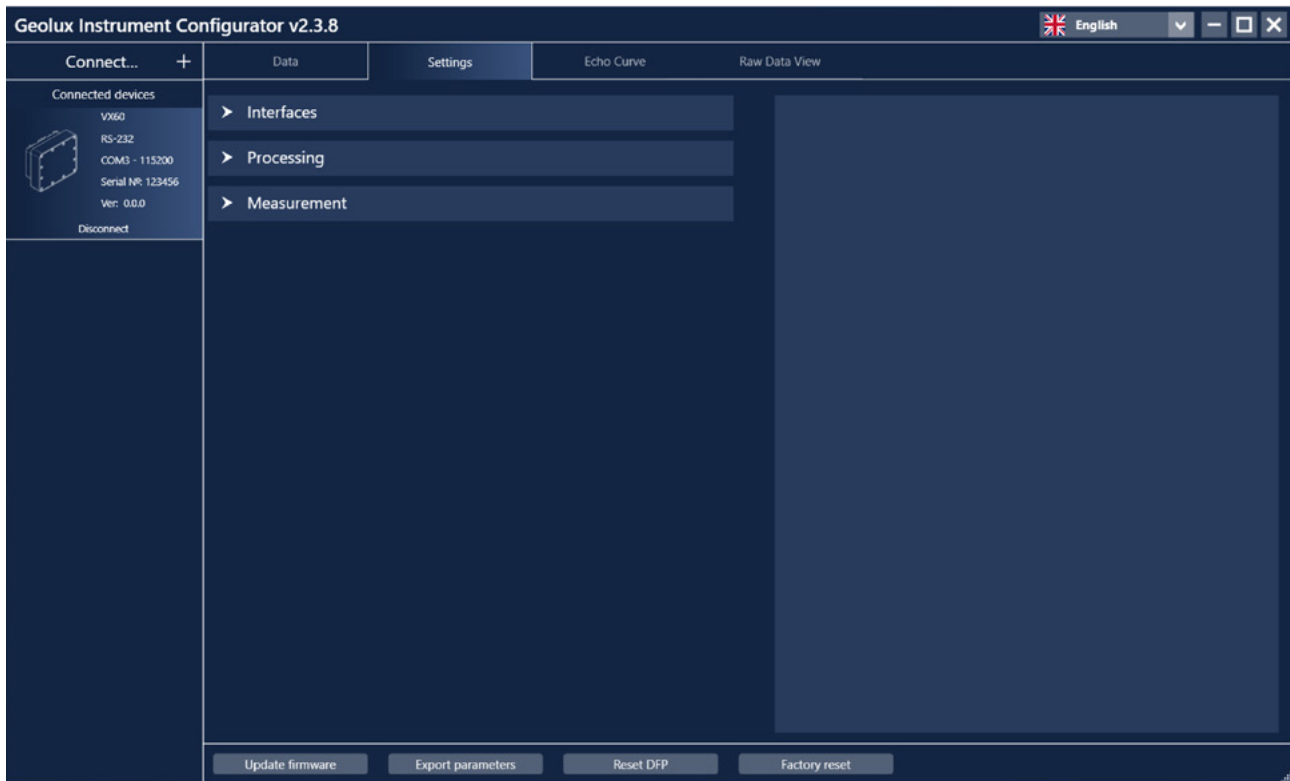 Geolux Instrument Configurator v2.3.8
English
Connect... +
Data
Settings
Echo Curve
Raw Data View
Connected devices
VX60
RS-232
COM3 - 115200
Serial №: 123456
Ver: 0.0.0
Disconnect
Interfaces
Processing
Measurement
Update firmware
Export parameters
Reset DFP
Factory reset